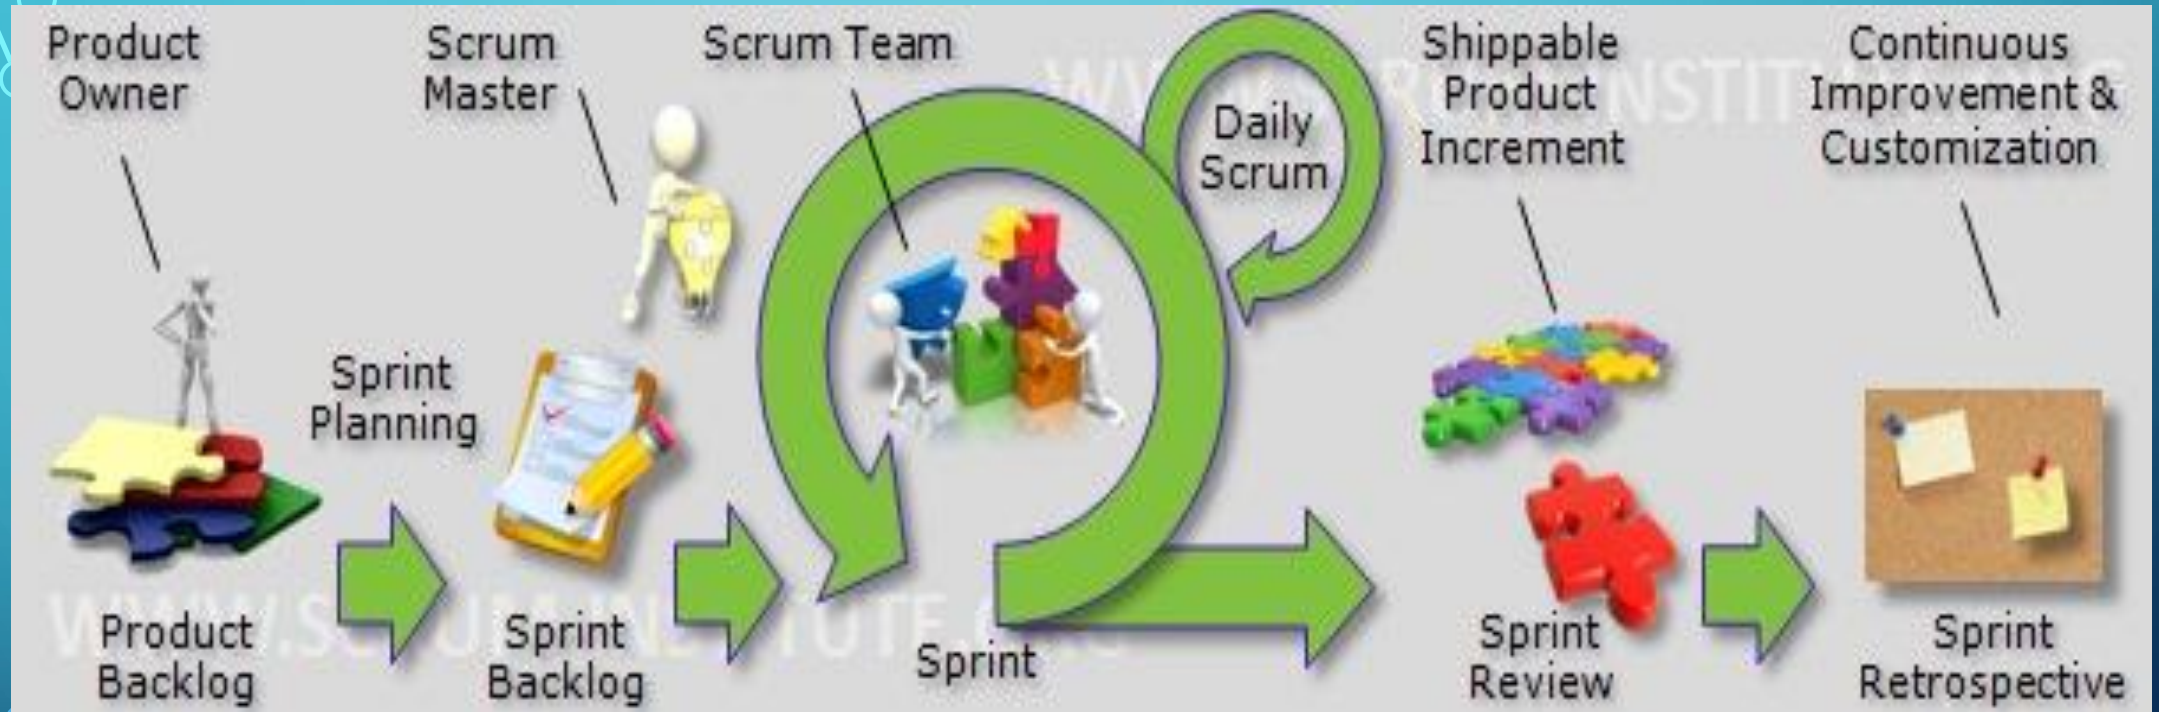 Product
Owner
Scrum
Master
Scrum Team
Daily
Scrum
Shippable
Product
Increment
Continuous
Improvement &
Customization
Sprint
Planning
Product
Backlog
Sprint
Backlog
Sprint
Sprint
Review
Sprint
Retrospective